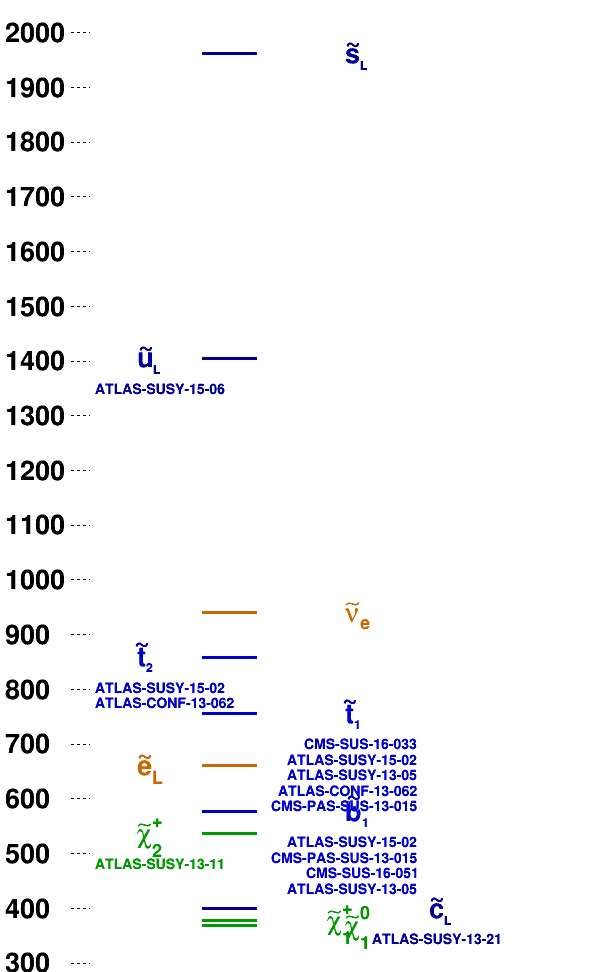 2000
s̃L
1900
1800
1700
1600
1500
1400
ũL
ATLAS-SUSY-15-06
1300
1200
1100
1000
ν̃e
900
t̃2
800
ATLAS-SUSY-15-02
ATLAS-CONF-13-062
t̃1
700
CMS-SUS-16-033
ATLAS-SUSY-15-02
ẽL
ATLAS-SUSY-13-05
ATLAS-CONF-13-062
600
CMS-PAS-SUS-13-015
b̃1
χ̃2+
ATLAS-SUSY-15-02
500
CMS-PAS-SUS-13-015
ATLAS-SUSY-13-11
CMS-SUS-16-051
ATLAS-SUSY-13-05
400
χ̃1+
χ̃10
c̃L
ATLAS-SUSY-13-21
300